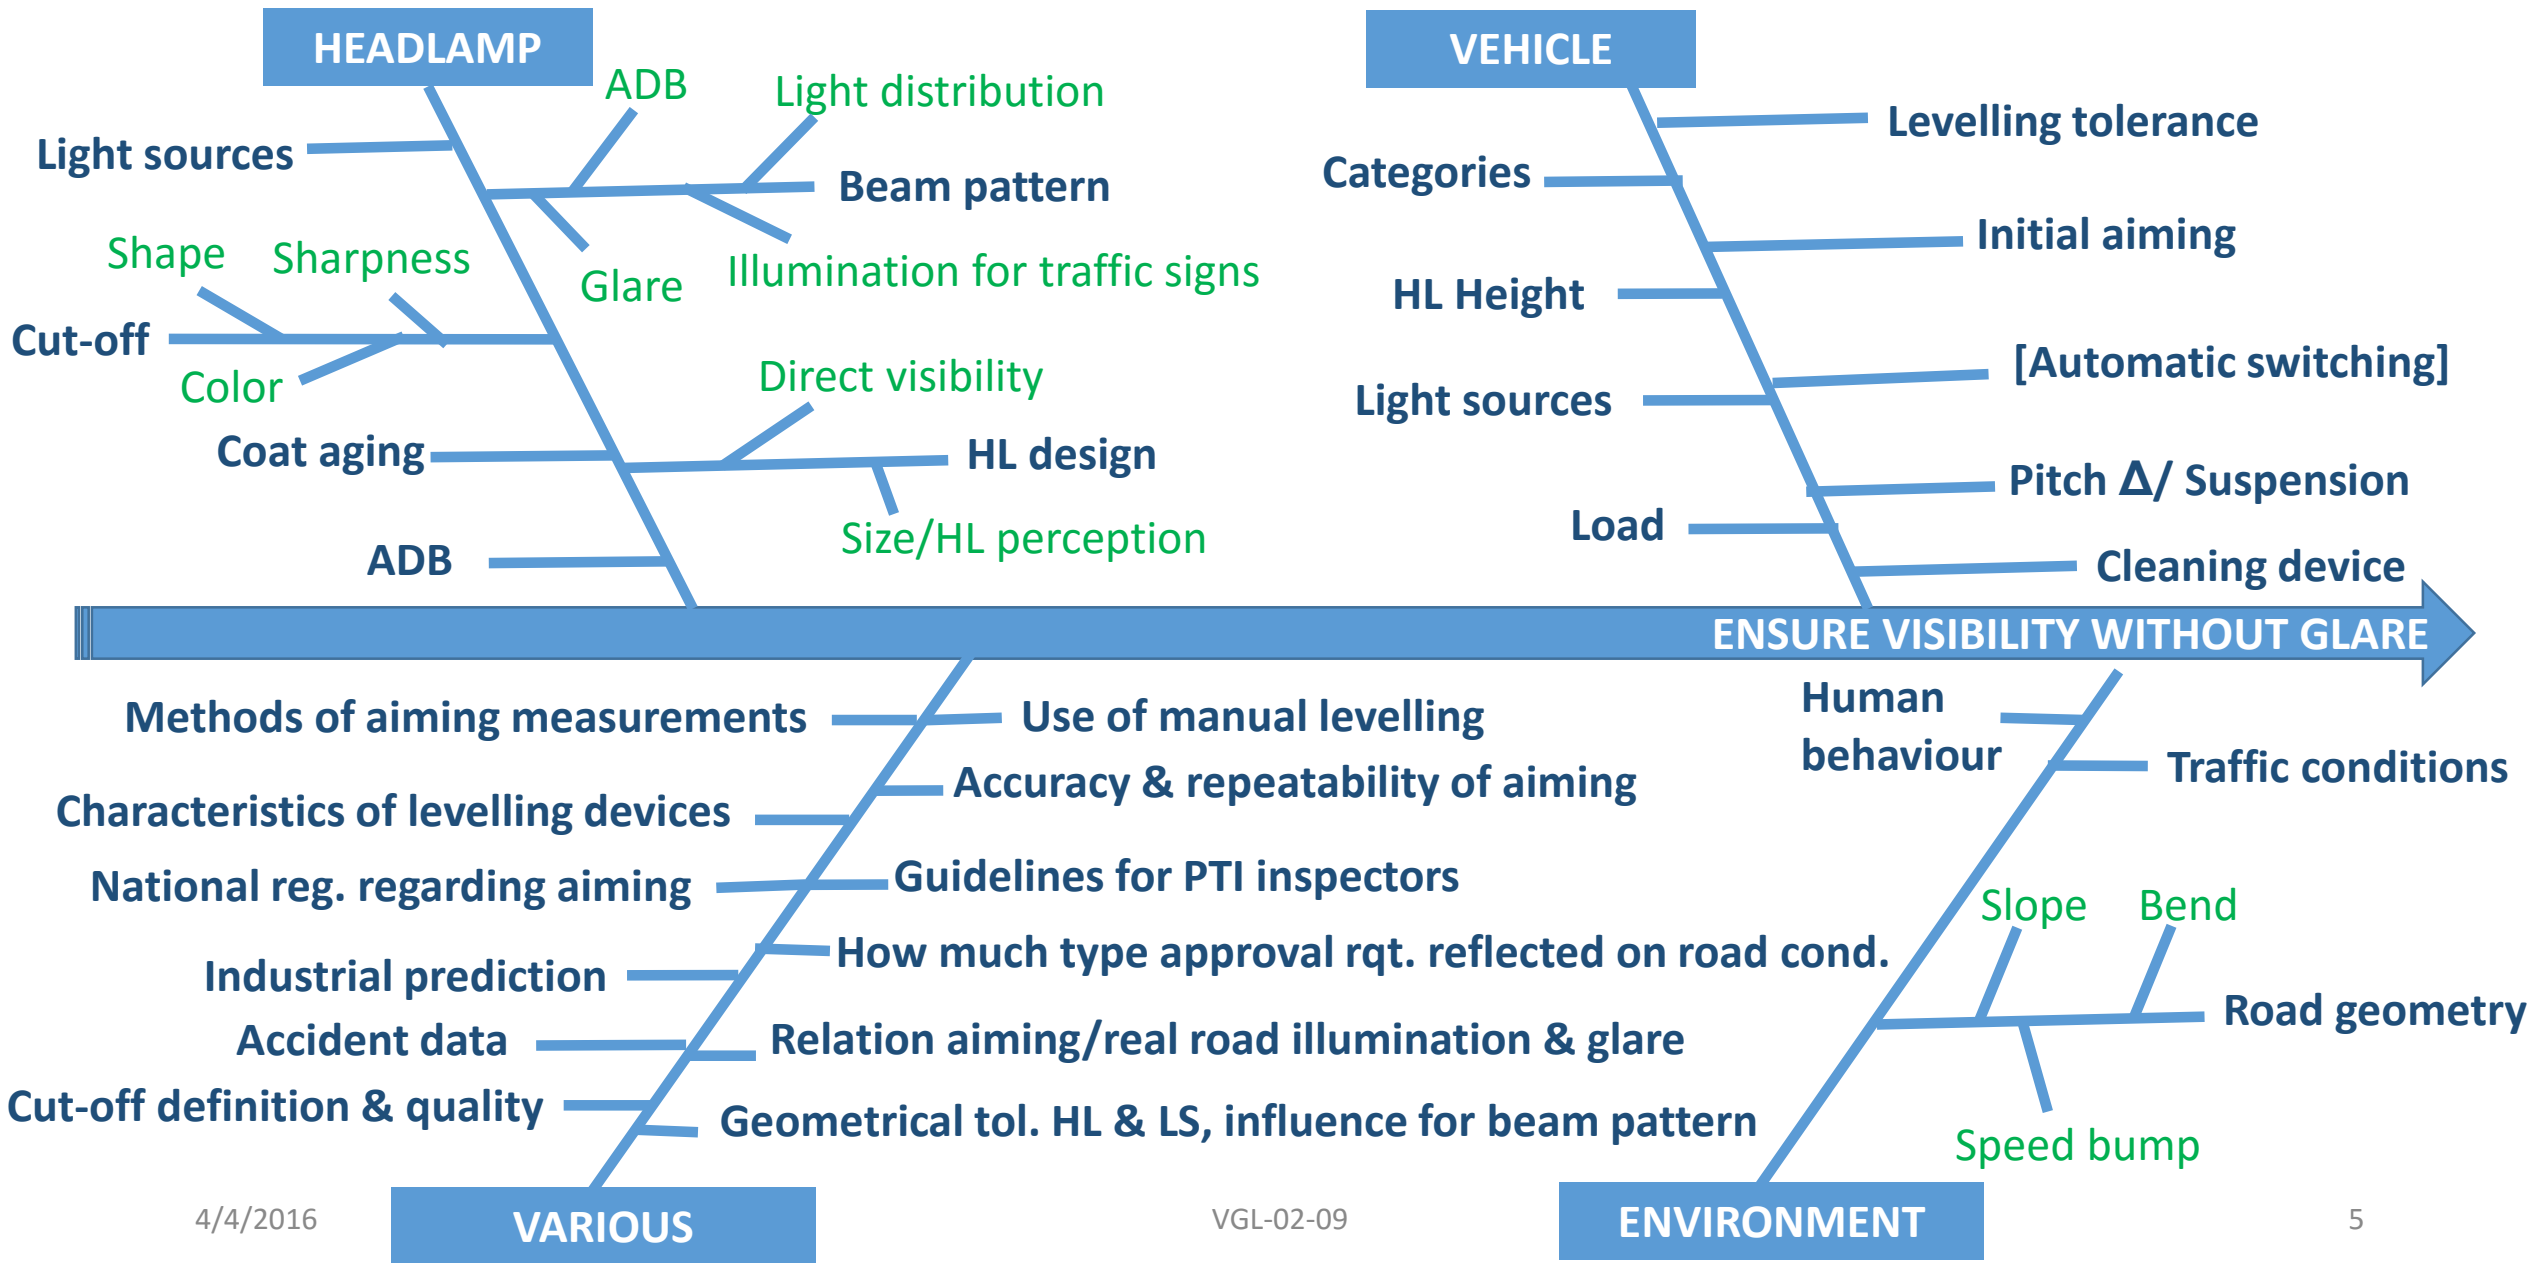 HEADLAMP
VEHICLE
ADB
Light distribution
Levelling tolerance
Light sources
Beam pattern
Categories
Shape
Sharpness
Glare
Illumination for traffic signs
Initial aiming
HL Height
Cut-off
Color
Direct visibility
[Automatic switching]
Light sources
Coat aging
HL design
Pitch Δ/ Suspension
Size/HL perception
Load
ADB
Cleaning device
ENSURE VISIBILITY WITHOUT GLARE
Methods of aiming measurements
Use of manual levelling
Human
behaviour
Traffic conditions
Accuracy & repeatability of aiming
Characteristics of levelling devices
National reg. regarding aiming
Guidelines for PTI inspectors
Slope
Bend
How much type approval rqt. reflected on road cond.
Industrial prediction
Road geometry
Accident data
Relation aiming/real road illumination & glare
Cut-off definition & quality
Geometrical tol. HL & LS, influence for beam pattern
Speed bump
4/4/2016
VARIOUS
VGL-02-09
ENVIRONMENT
5